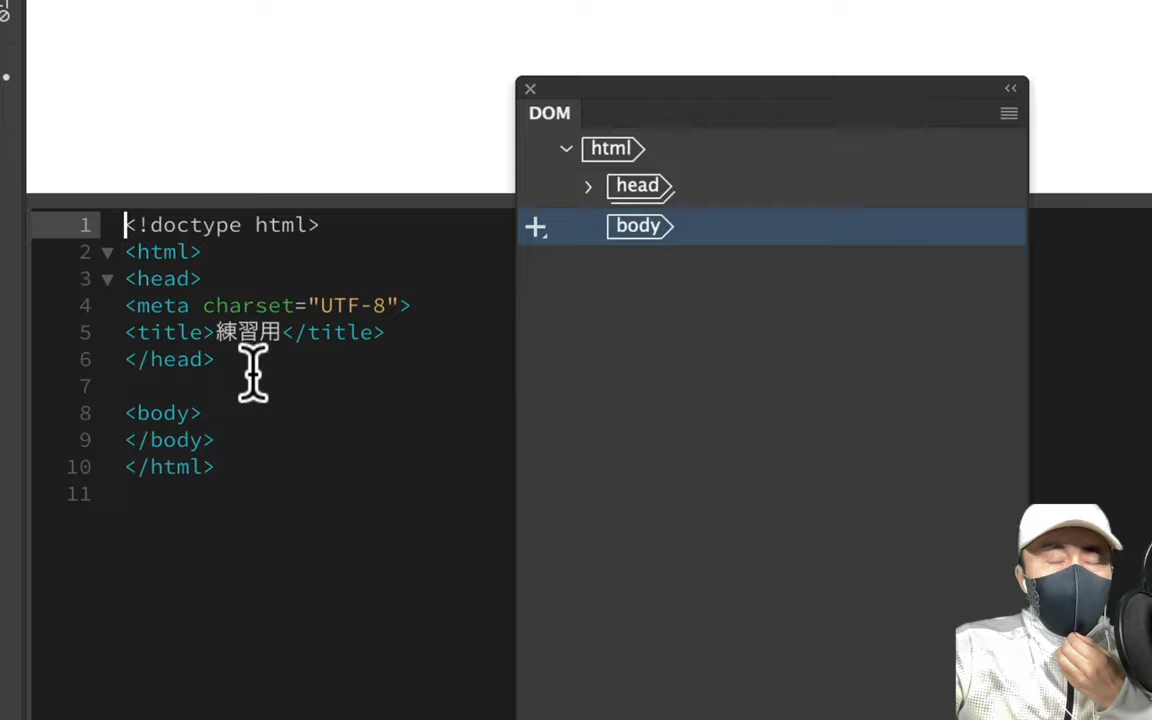 DOM
html
head
body
1 <!doctype html>
2 <html>
3 <head>
4 <meta charset="UTF-8">
5 <title>練習用</title>
6 </head>
7
8 <body>
9 </body>
10 </html>
11